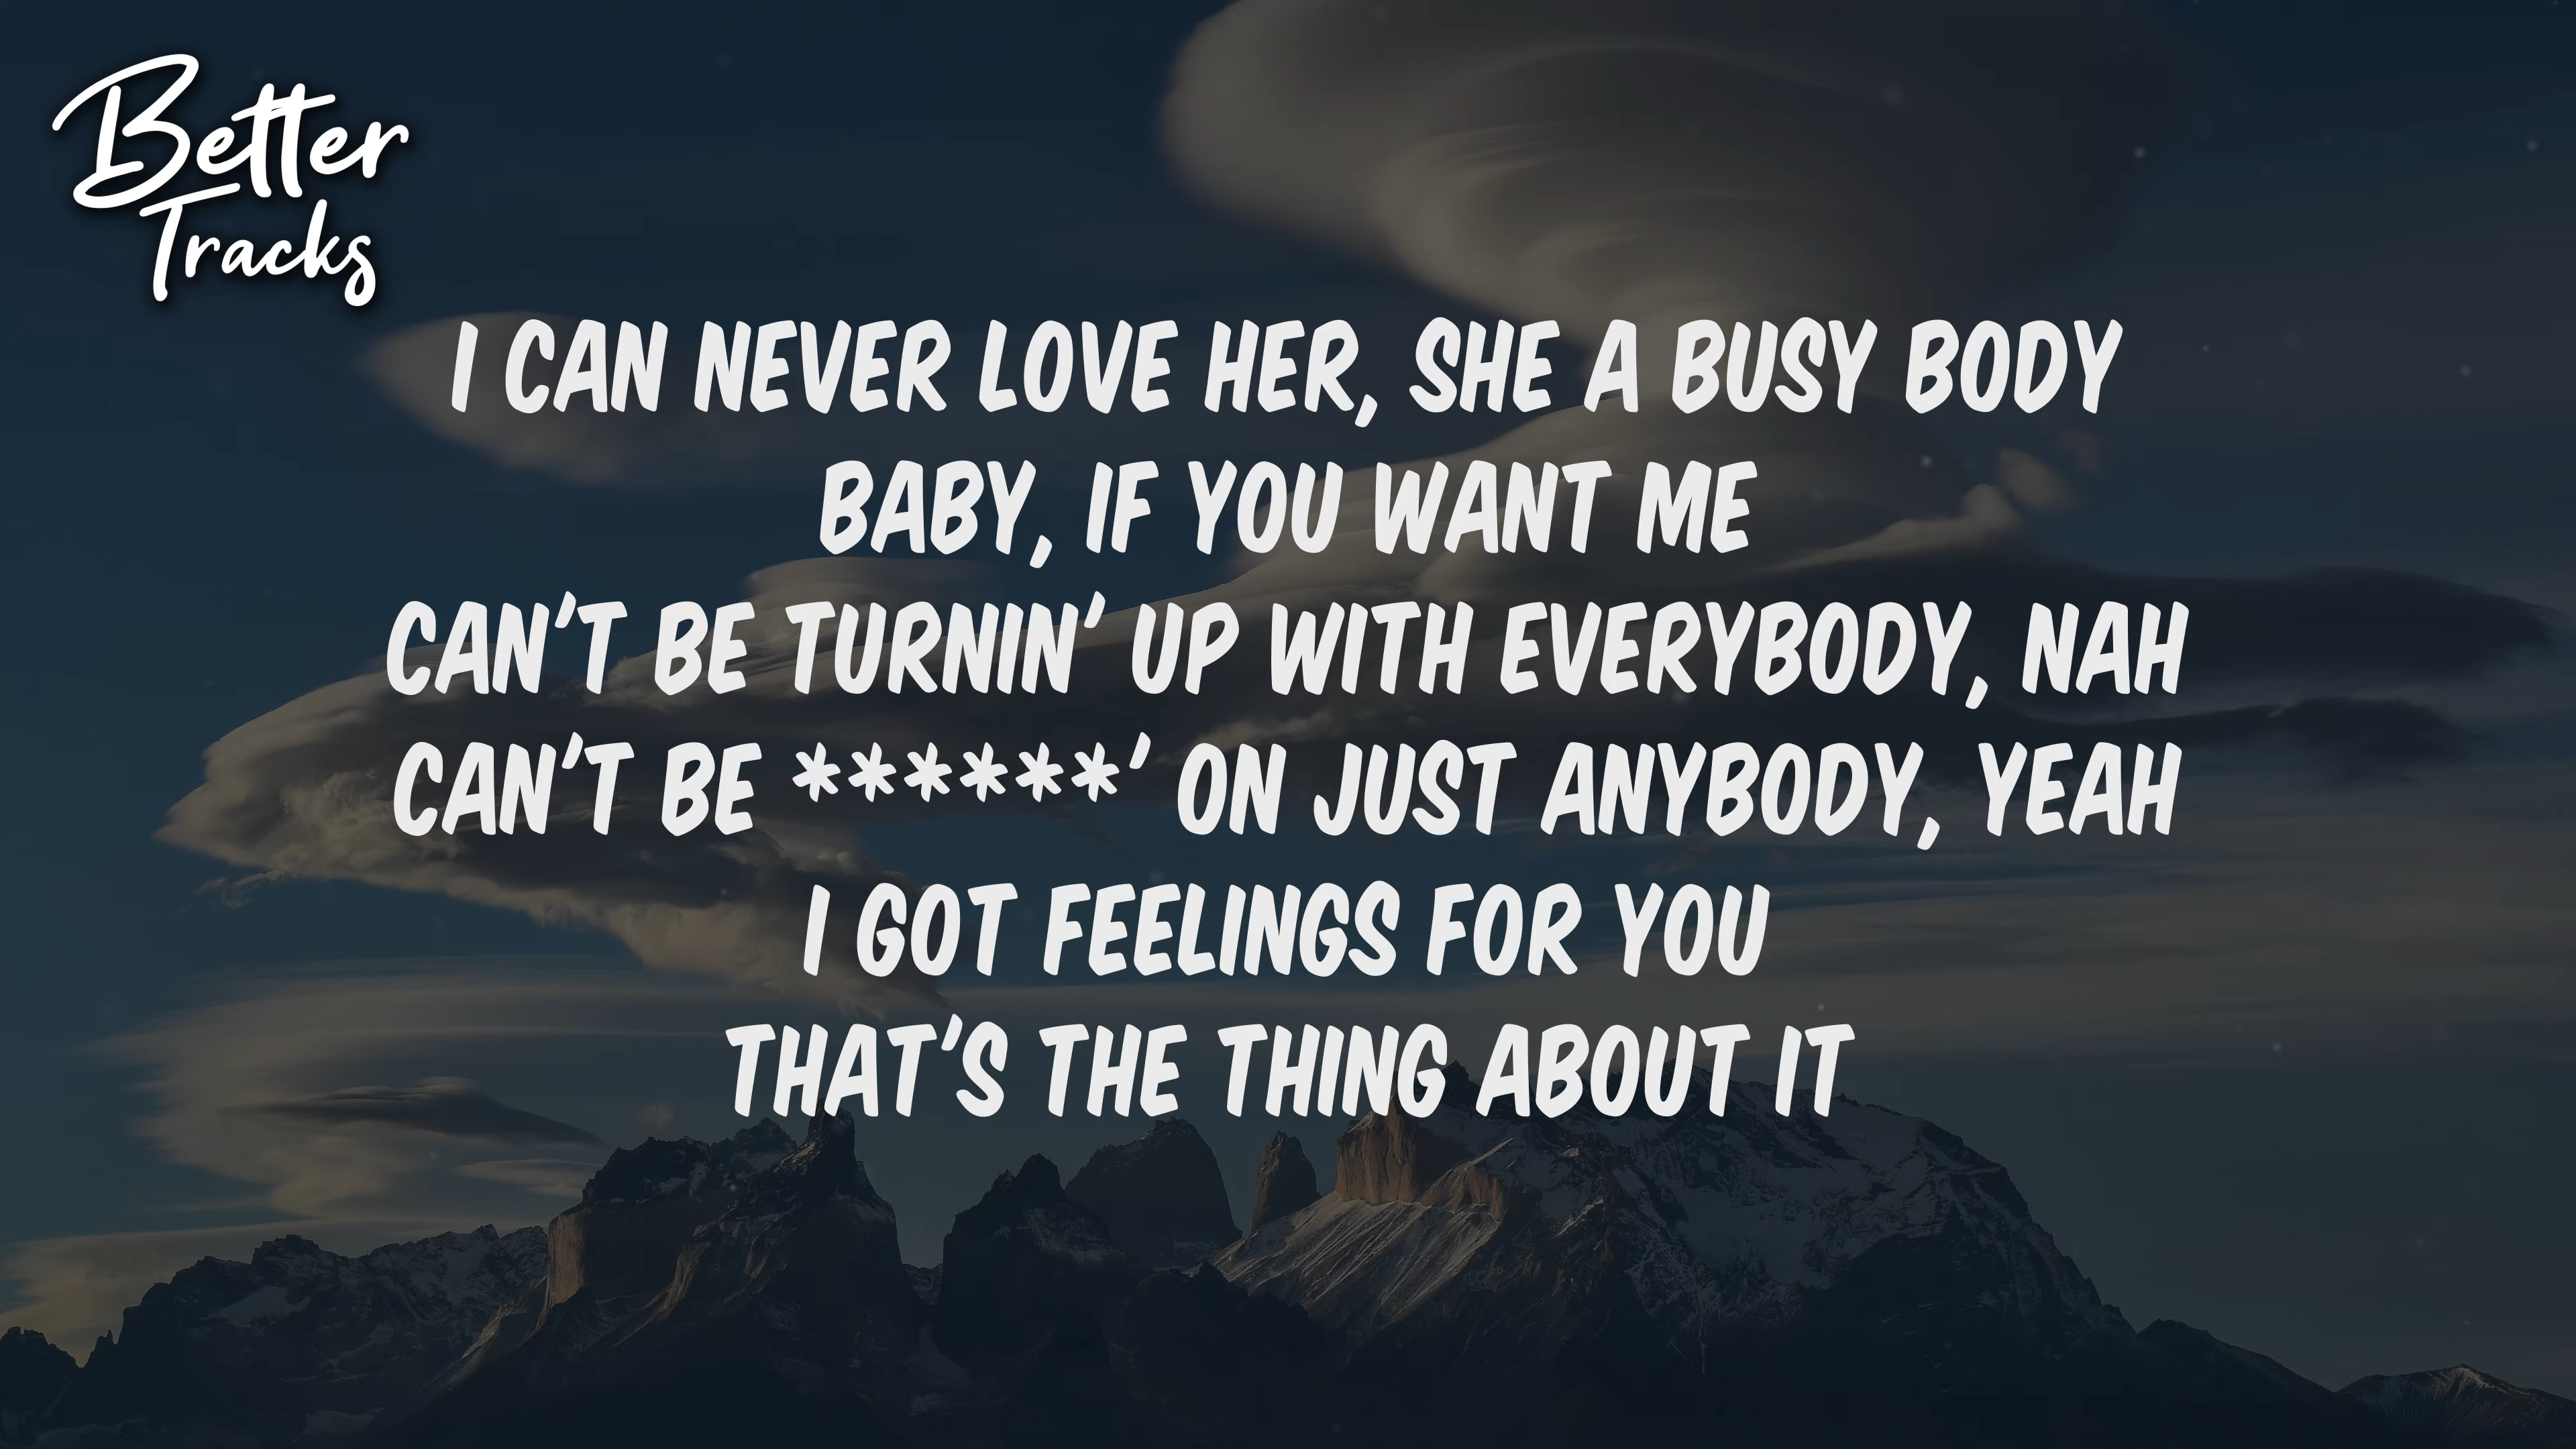 Better
Tracks
I CAN NEVER LOVE HER, SHE A BUSY BODY
BABY, IF YOU WANT ME
CAN'T BE TURNIN' UP WITH EVERYBODY, NAH
CAN'T BE ******' ON JUST ANYBODY, YEAH
I GOT FEELINGS FOR YOU
THAT'S THE THING ABOUT IT